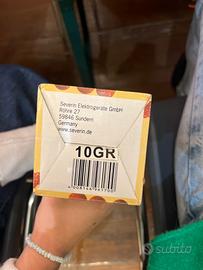 Severin Elektrogeräte GmbH
Röhre 27
59846 Sundern
Germany
www.severin.de
10GR
subito